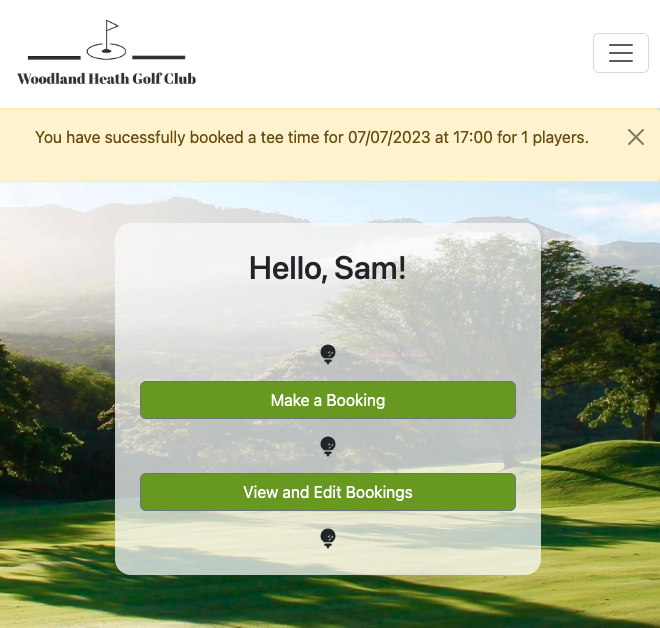 Woodland Heath Golf Club
You have sucessfully booked a tee time for 07/07/2023 at 17:00 for 1 players.
Hello, Sam!
Make a Booking
View and Edit Bookings